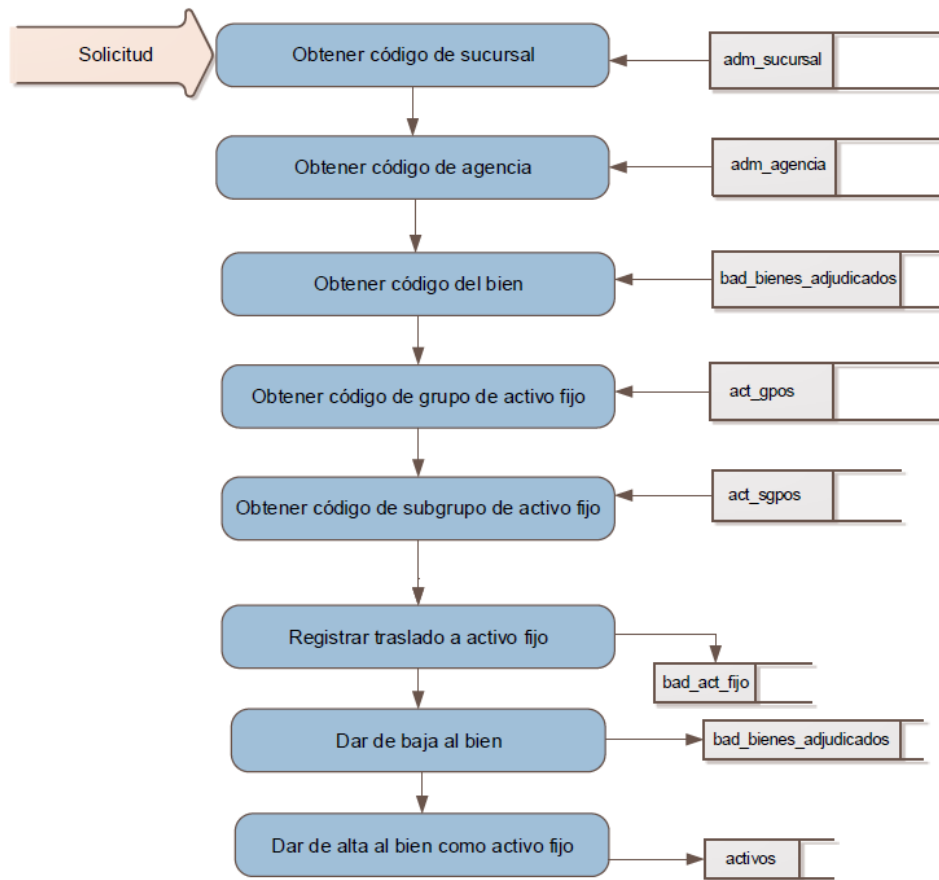 Solicitud
Obtener código de sucursal
adm_sucursal
Obtener código de agencia
adm_agencia
Obtener código del bien
bad_bienes_adjudicados
Obtener código de grupo de activo fijo
act_gpos
Obtener código de subgrupo de activo fijo
act_sgpos
Registrar traslado a activo fijo
bad_act_fijo
Dar de baja al bien
bad_bienes_adjudicados
Dar de alta al bien como activo fijo
activos